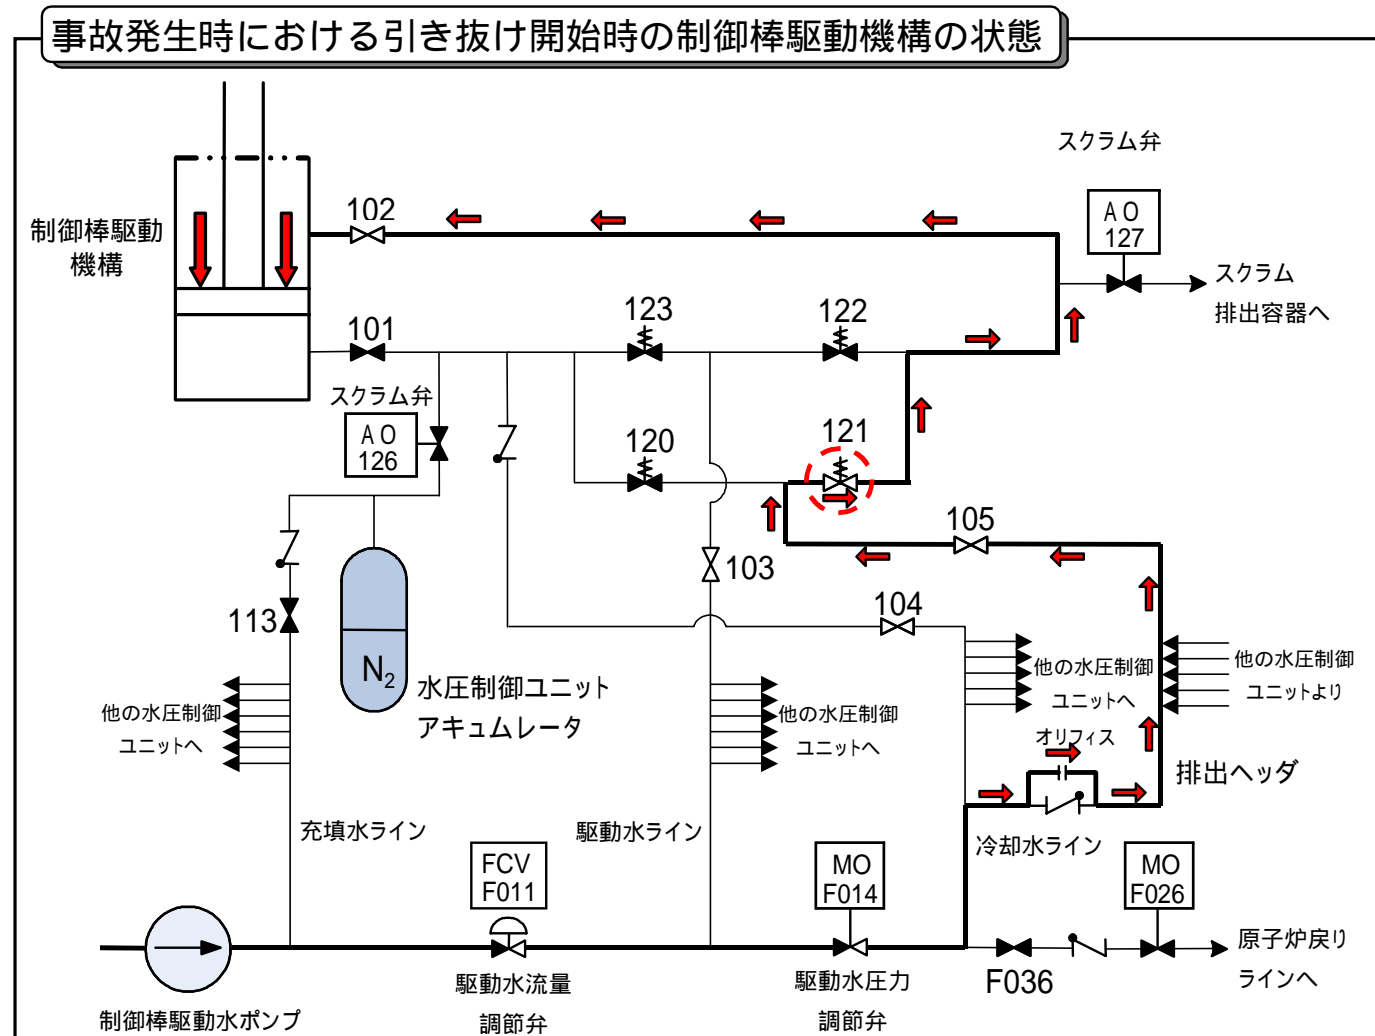 事故発生時における引き抜け開始時の制御棒駆動機構の状態
スクラム弁
制御棒駆動
機構
102
AO
127
スクラム
排出容器へ
123
122
101
スクラム弁
AO
126
120
121
105
103
113
104
N2
水圧制御ユニット
アキュムレータ
他の水圧制御
ユニットへ
他の水圧制御
ユニットへ
他の水圧制御
ユニットへ
他の水圧制御
ユニットより
オリフィス
排出ヘッダ
充填水ライン
駆動水ライン
冷却水ライン
FCV
F011
MO
F014
MO
F026
F036
原子炉戻り
ラインへ
駆動水流量
調節弁
駆動水圧力
調節弁
制御棒駆動水ポンプ